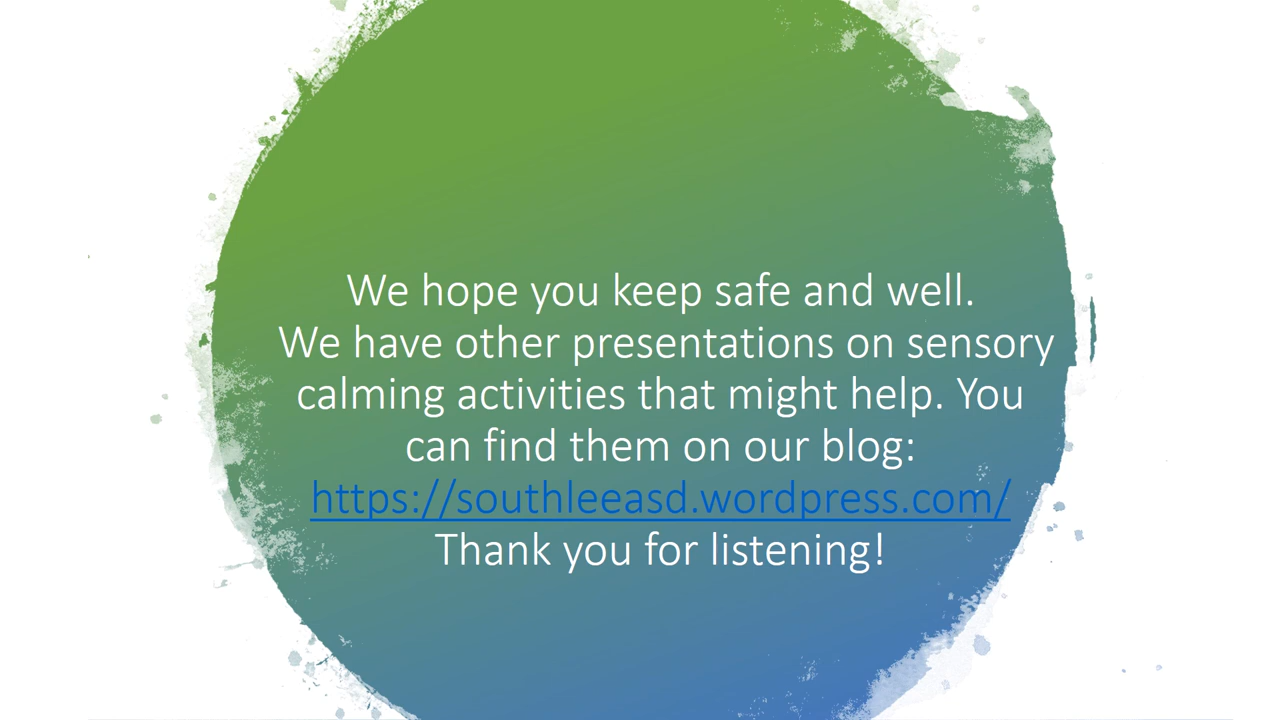 We hope you keep safe and well.
We have other presentations on sensory
calming activities that might help. You
can find them on our blog:
https://southleeasd.wordpress.com/
Thank you for listening!